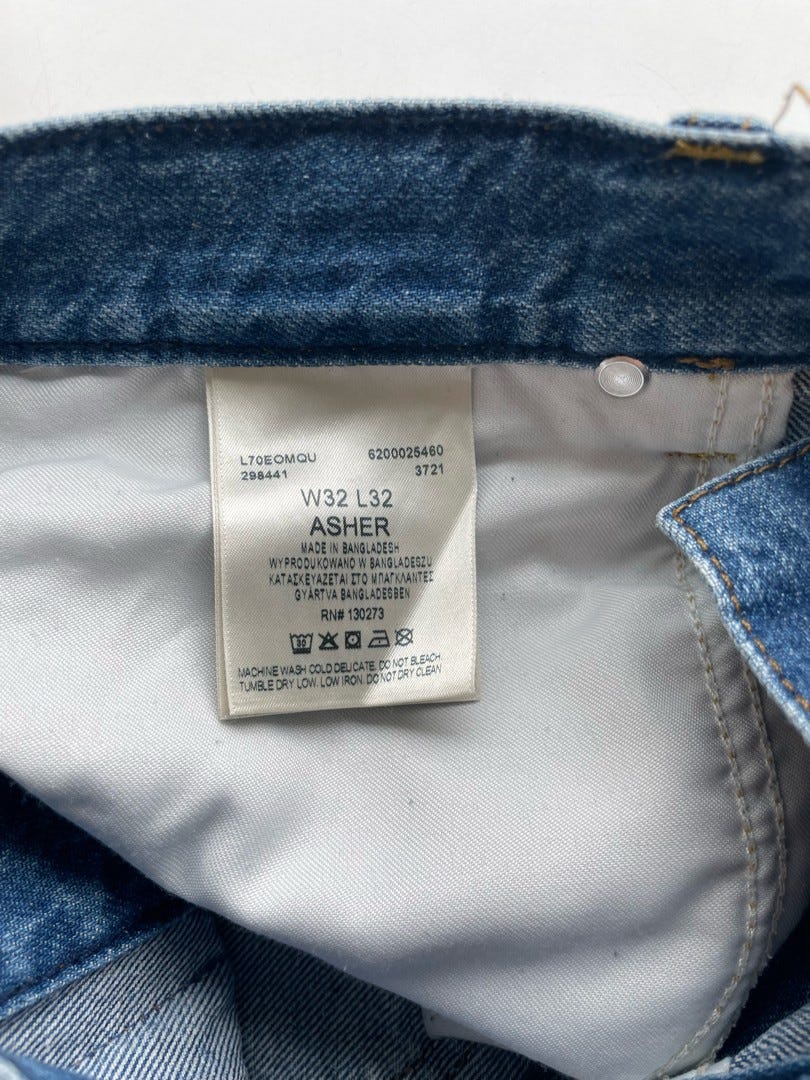 L70EOMQU 6200025460
298441 3721
W32 L32
ASHER
MADE IN BANGLADESH
WYPRODUKOWANO W BANGLADESZU
ΚΑΤΑΣΚΕΥΑΖΕΤΑΙ ΣΤΟ ΜΠΑΓΚΛΑΝΤΕΣ
GYÁRTVA BANGLADESBEN
RN# 130273
30
MACHINE WASH COLD DELICATE. DO NOT BLEACH.
TUMBLE DRY LOW. LOW IRON. DO NOT DRY CLEAN